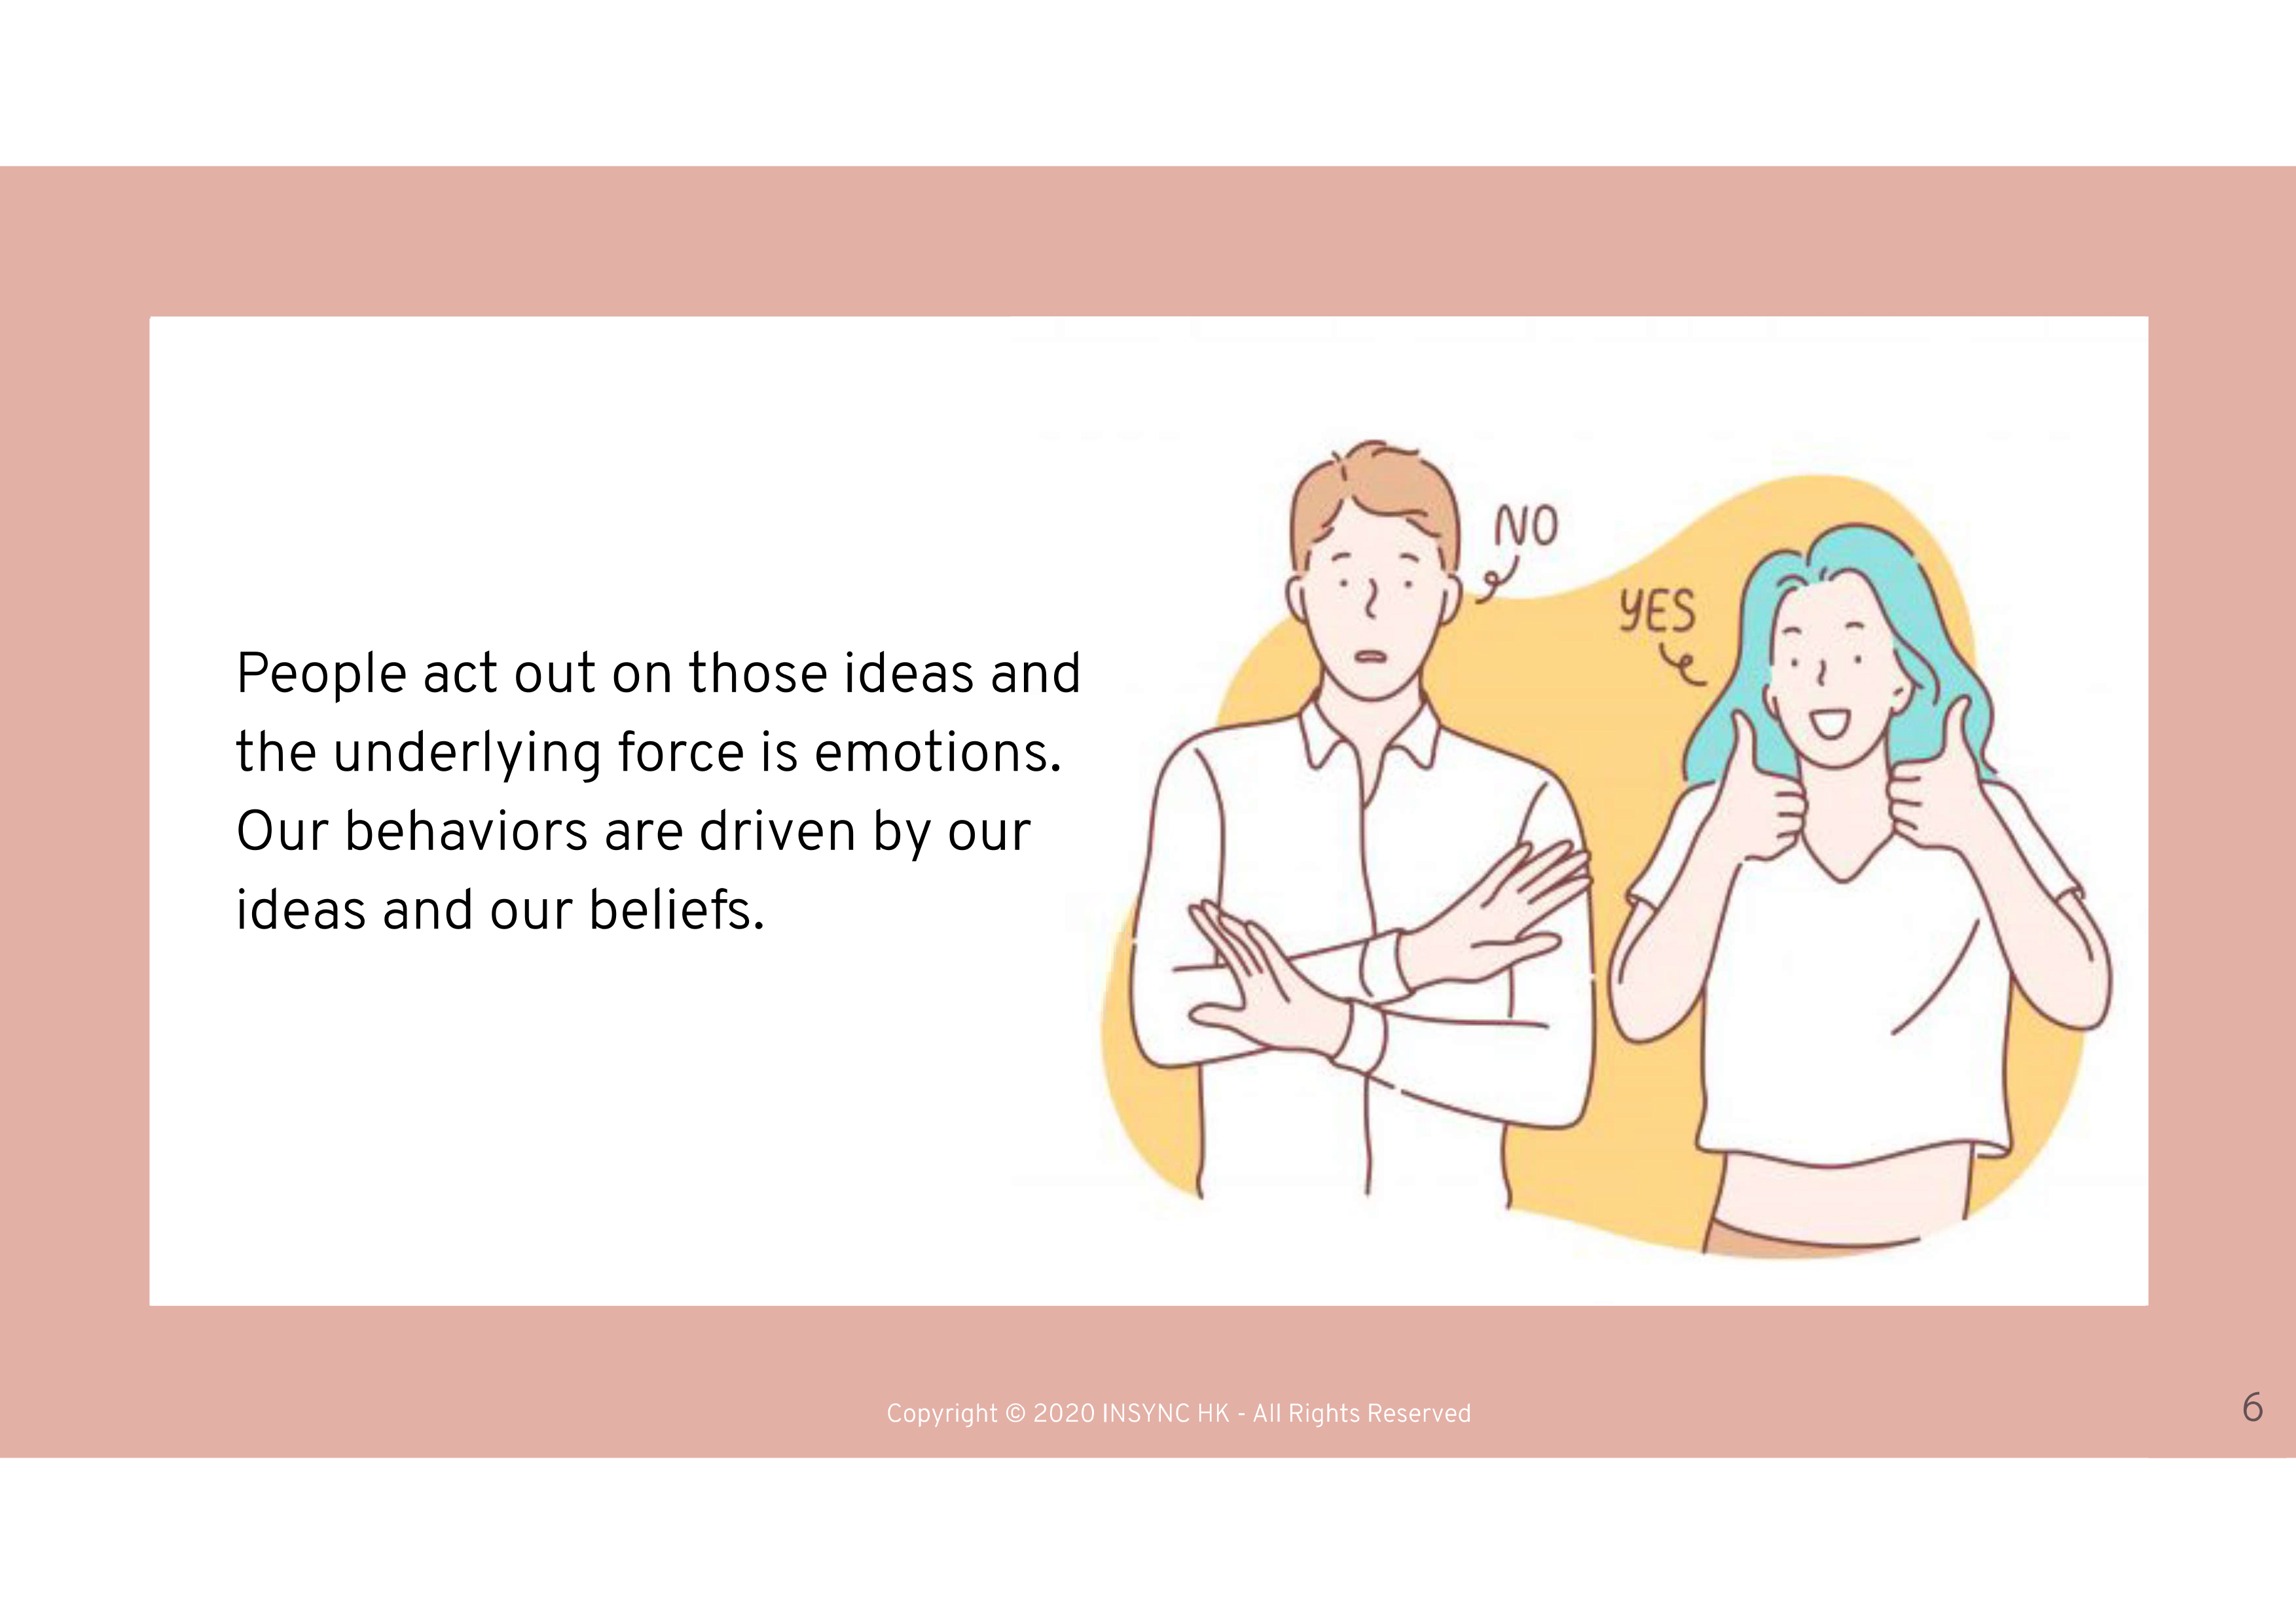 People act out on those ideas and
the underlying force is emotions.
Our behaviors are driven by our
ideas and our beliefs.
NO
YES
Copyright © 2020 INSYNC HK - All Rights Reserved
6